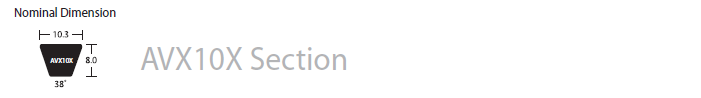 Nominal Dimension
10.3
AVX10X
8.0
38°
AVX10X Section